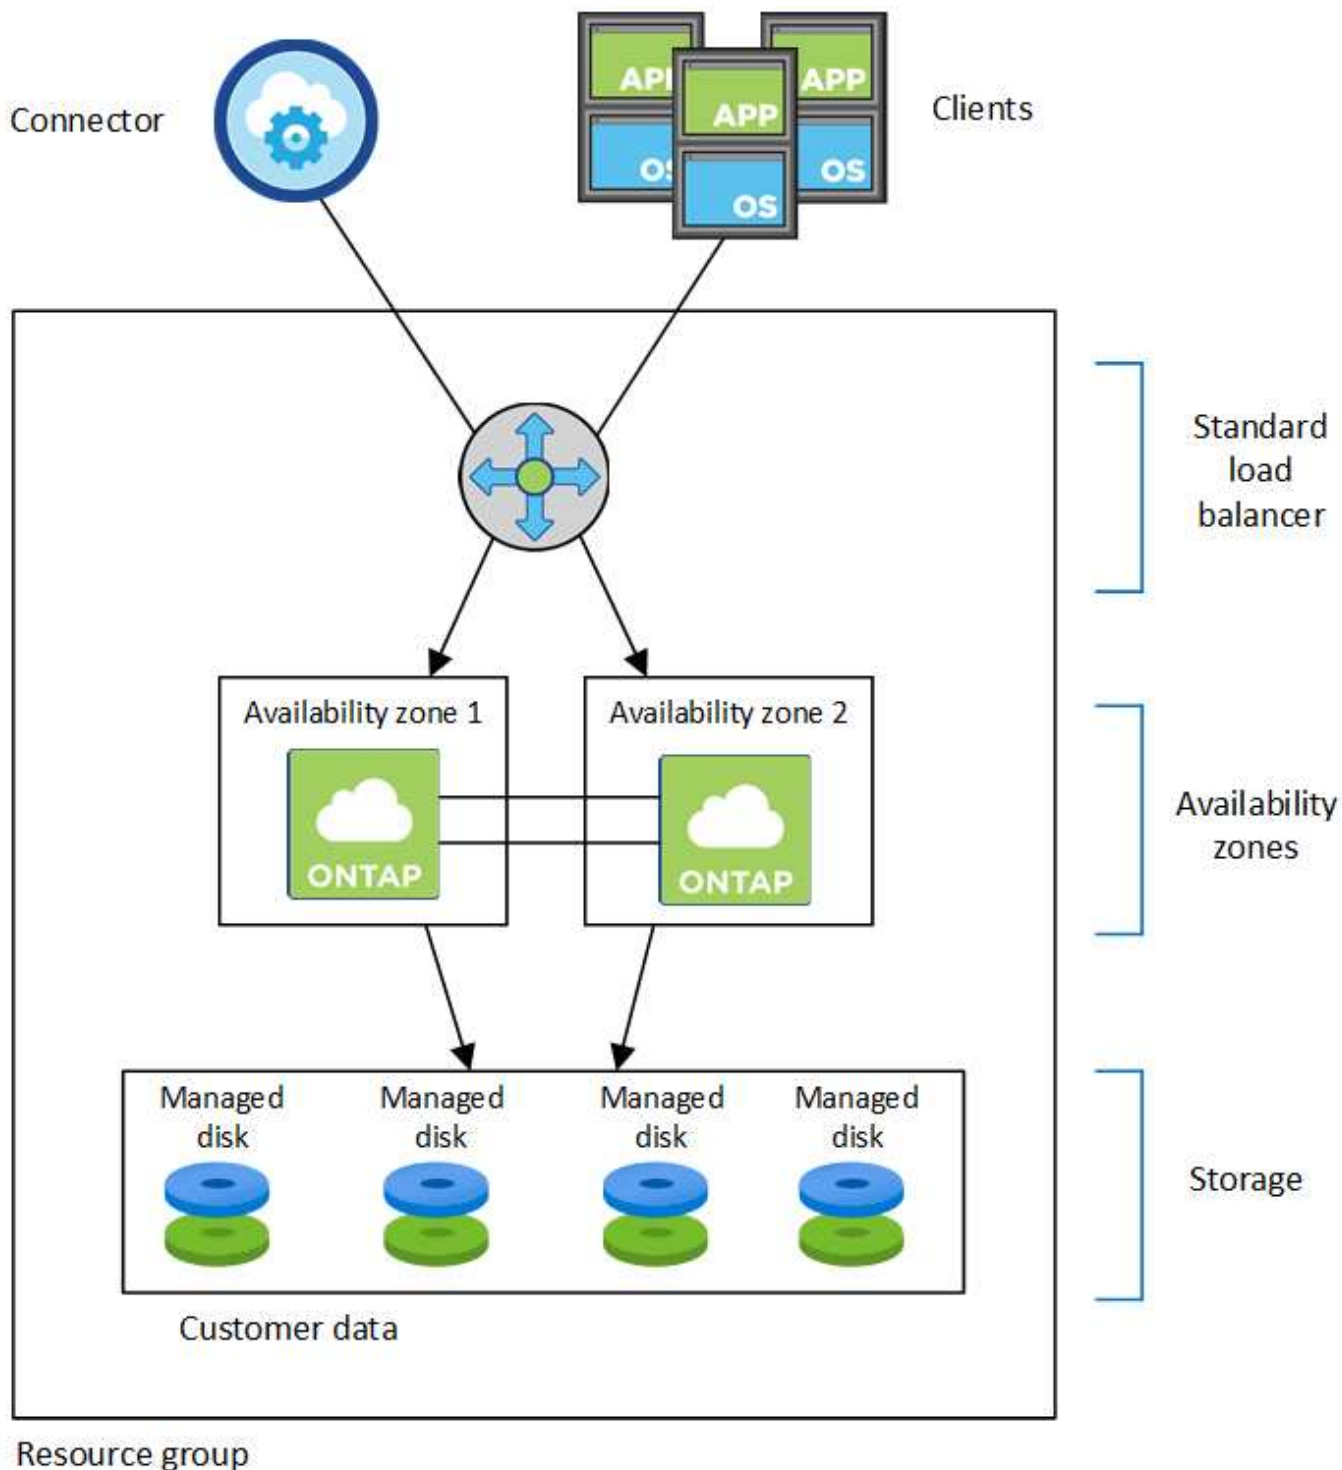 Connector
APP
APP
APP
OS
OS
OS
Clients
Standard
load
balancer
Availability zone 1
Availability zone 2
ONTAP
ONTAP
Availability
zones
Managed
disk
Managed
disk
Managed
disk
Managed
disk
Storage
Customer data
Resource group